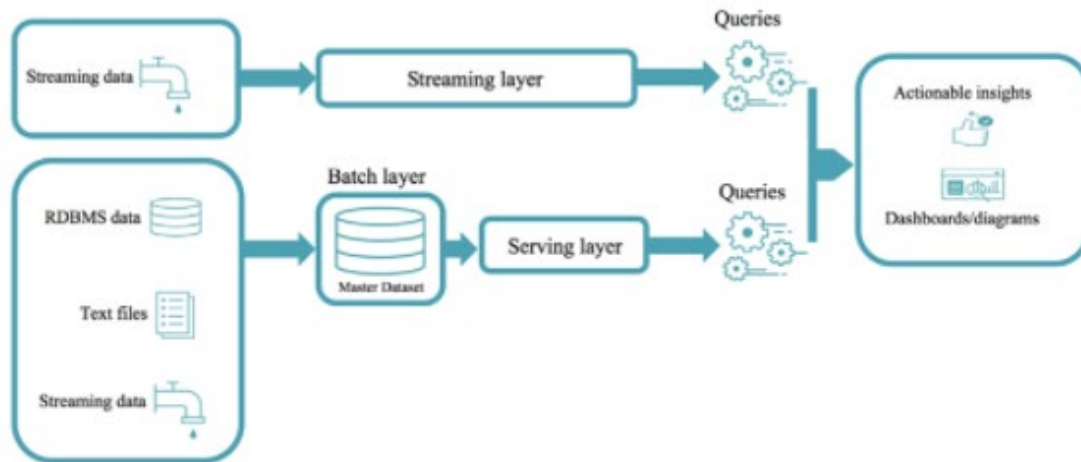 Queries
Streaming data
Streaming layer
Actionable insights
Dashboards/diagrams
Batch layer
Queries
RDBMS data
Serving layer
Master Dataset
Text files
Streaming data